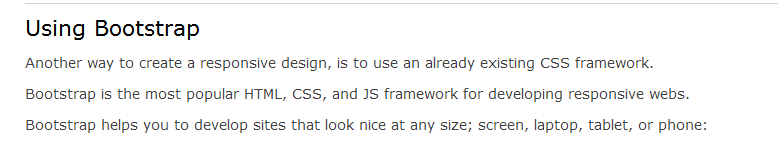 Using Bootstrap
Another way to create a responsive design, is to use an already existing CSS framework.
Bootstrap is the most popular HTML, CSS, and JS framework for developing responsive webs.
Bootstrap helps you to develop sites that look nice at any size; screen, laptop, tablet, or phone: